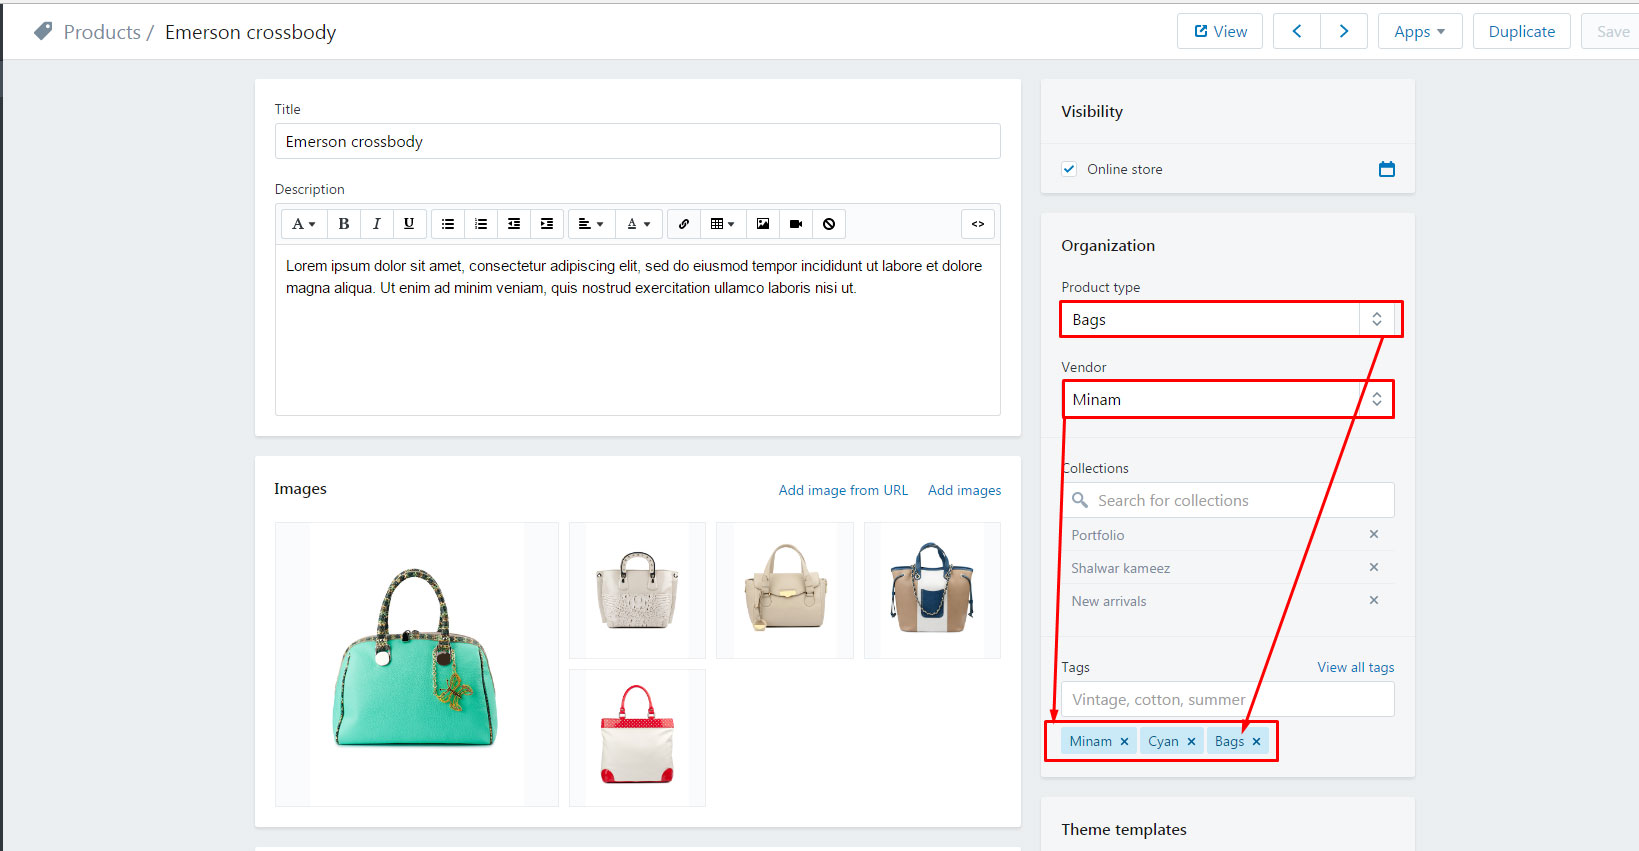 Products / Emerson crossbody
View
Apps
Duplicate
Save
Title
Emerson crossbody
Description
A
B
I
U
A
<>
Lorem ipsum dolor sit amet, consectetur adipiscing elit, sed do eiusmod tempor incididunt ut labore et dolore
magna aliqua. Ut enim ad minim veniam, quis nostrud exercitation ullamco laboris nisi ut.
Images
Add image from URL
Add images
Visibility
Online store
Organization
Product type
Bags
Vendor
Minam
Collections
Search for collections
Portfolio
Shalwar kameez
New arrivals
Tags
View all tags
Vintage, cotton, summer
Minam × Cyan × Bags ×
Theme templates